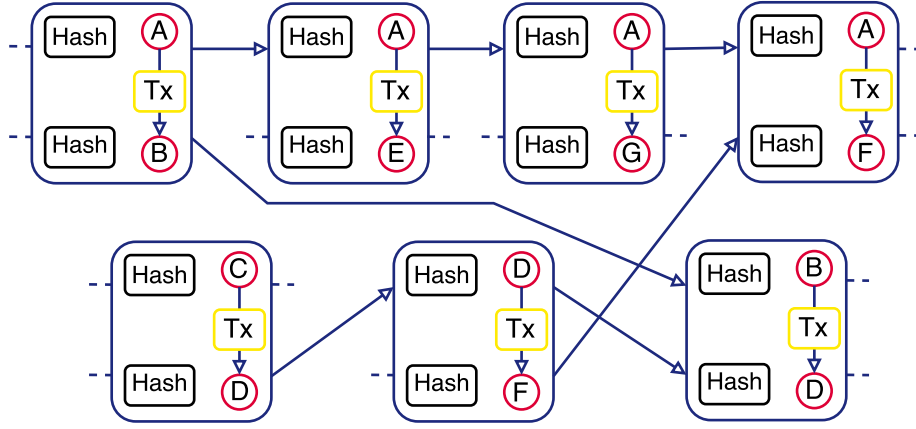 Hash A Hash A Hash A Hash A
Tx Tx Tx Tx
Hash B Hash E Hash G Hash F
Hash C Hash D Hash B
Tx Tx Tx
Hash D Hash F Hash D